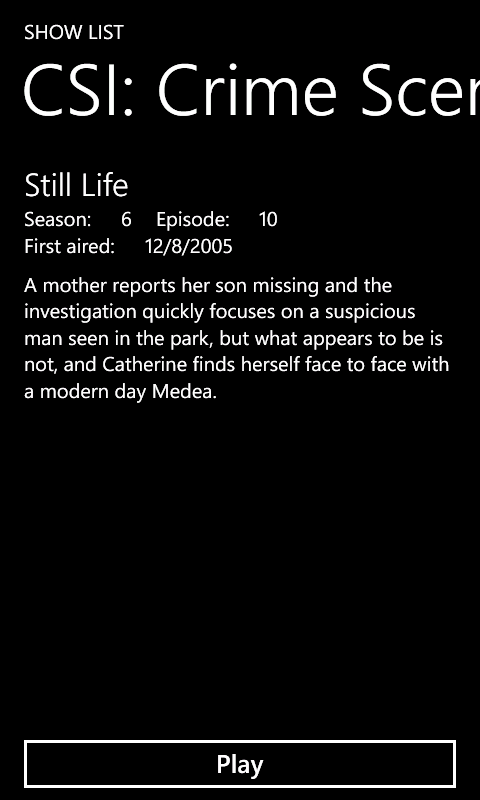 SHOW LIST
CSI: Crime Scen
Still Life
Season: 6 Episode: 10
First aired: 12/8/2005
A mother reports her son missing and the
investigation quickly focuses on a suspicious
man seen in the park, but what appears to be is
not, and Catherine finds herself face to face with
a modern day Medea.
Play